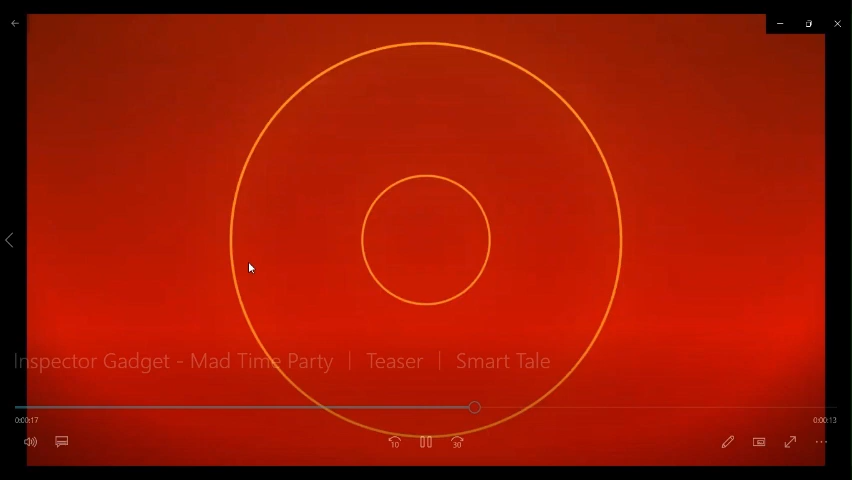 Inspector Gadget - Mad Time Party | Teaser | Smart Tale
0:00:17
0:00:13
10
30